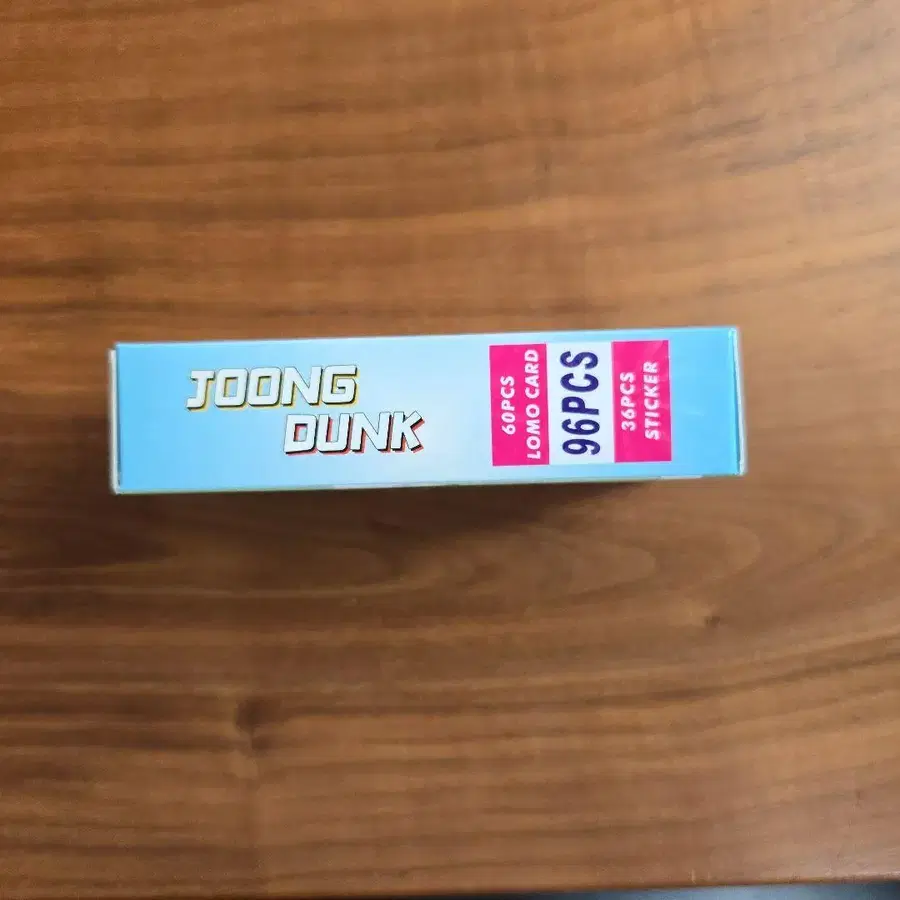 JOONG
DUNK
60PCS
LOMO CARD
96PCS
36PCS
STICKER